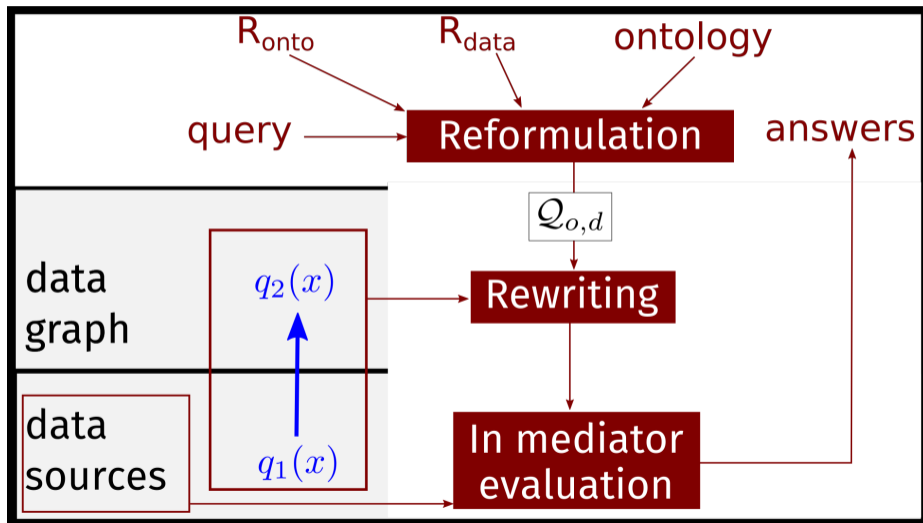 R_onto R_data ontology
query Reformulation answers
𝒬_{o,d}
data
graph
q_2(x)
Rewriting
data
sources
q_1(x)
In mediator
evaluation